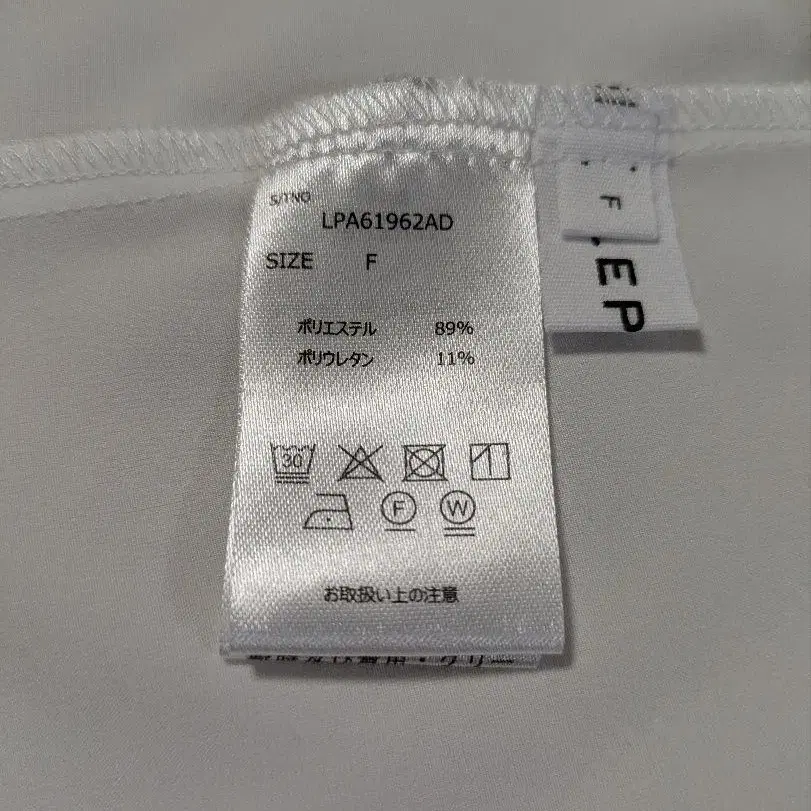 S/TNO
LPA61962AD
SIZE F
ポリエステル 89%
ポリウレタン 11%
30
F W
お取扱い上の注意
F
.EP